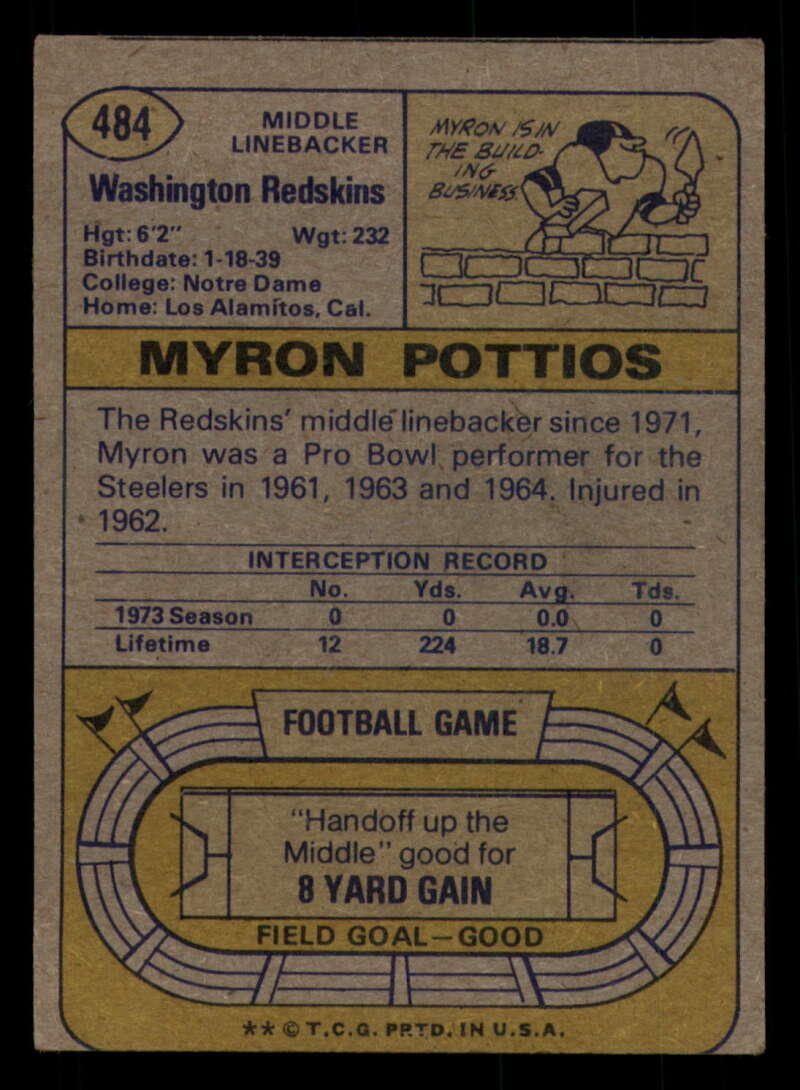 484
MIDDLE
LINEBACKER
Washington Redskins
Hgt: 6'2" Wgt: 232
Birthdate: 1-18-39
College: Notre Dame
Home: Los Alamitos, Cal.
MYRON IS IN
THE BUILD-
ING
BUSINESS.
MYRON POTTIOS
The Redskins' middle linebacker since 1971,
Myron was a Pro Bowl performer for the
Steelers in 1961, 1963 and 1964. Injured in
1962.
INTERCEPTION RECORD
No. Yds. Avg. Tds.
1973 Season 0 0 0.0 0
Lifetime 12 224 18.7 0
FOOTBALL GAME
"Handoff up the
Middle" good for
8 YARD GAIN
FIELD GOAL—GOOD
** © T.C.G. PRTD. IN U.S.A.